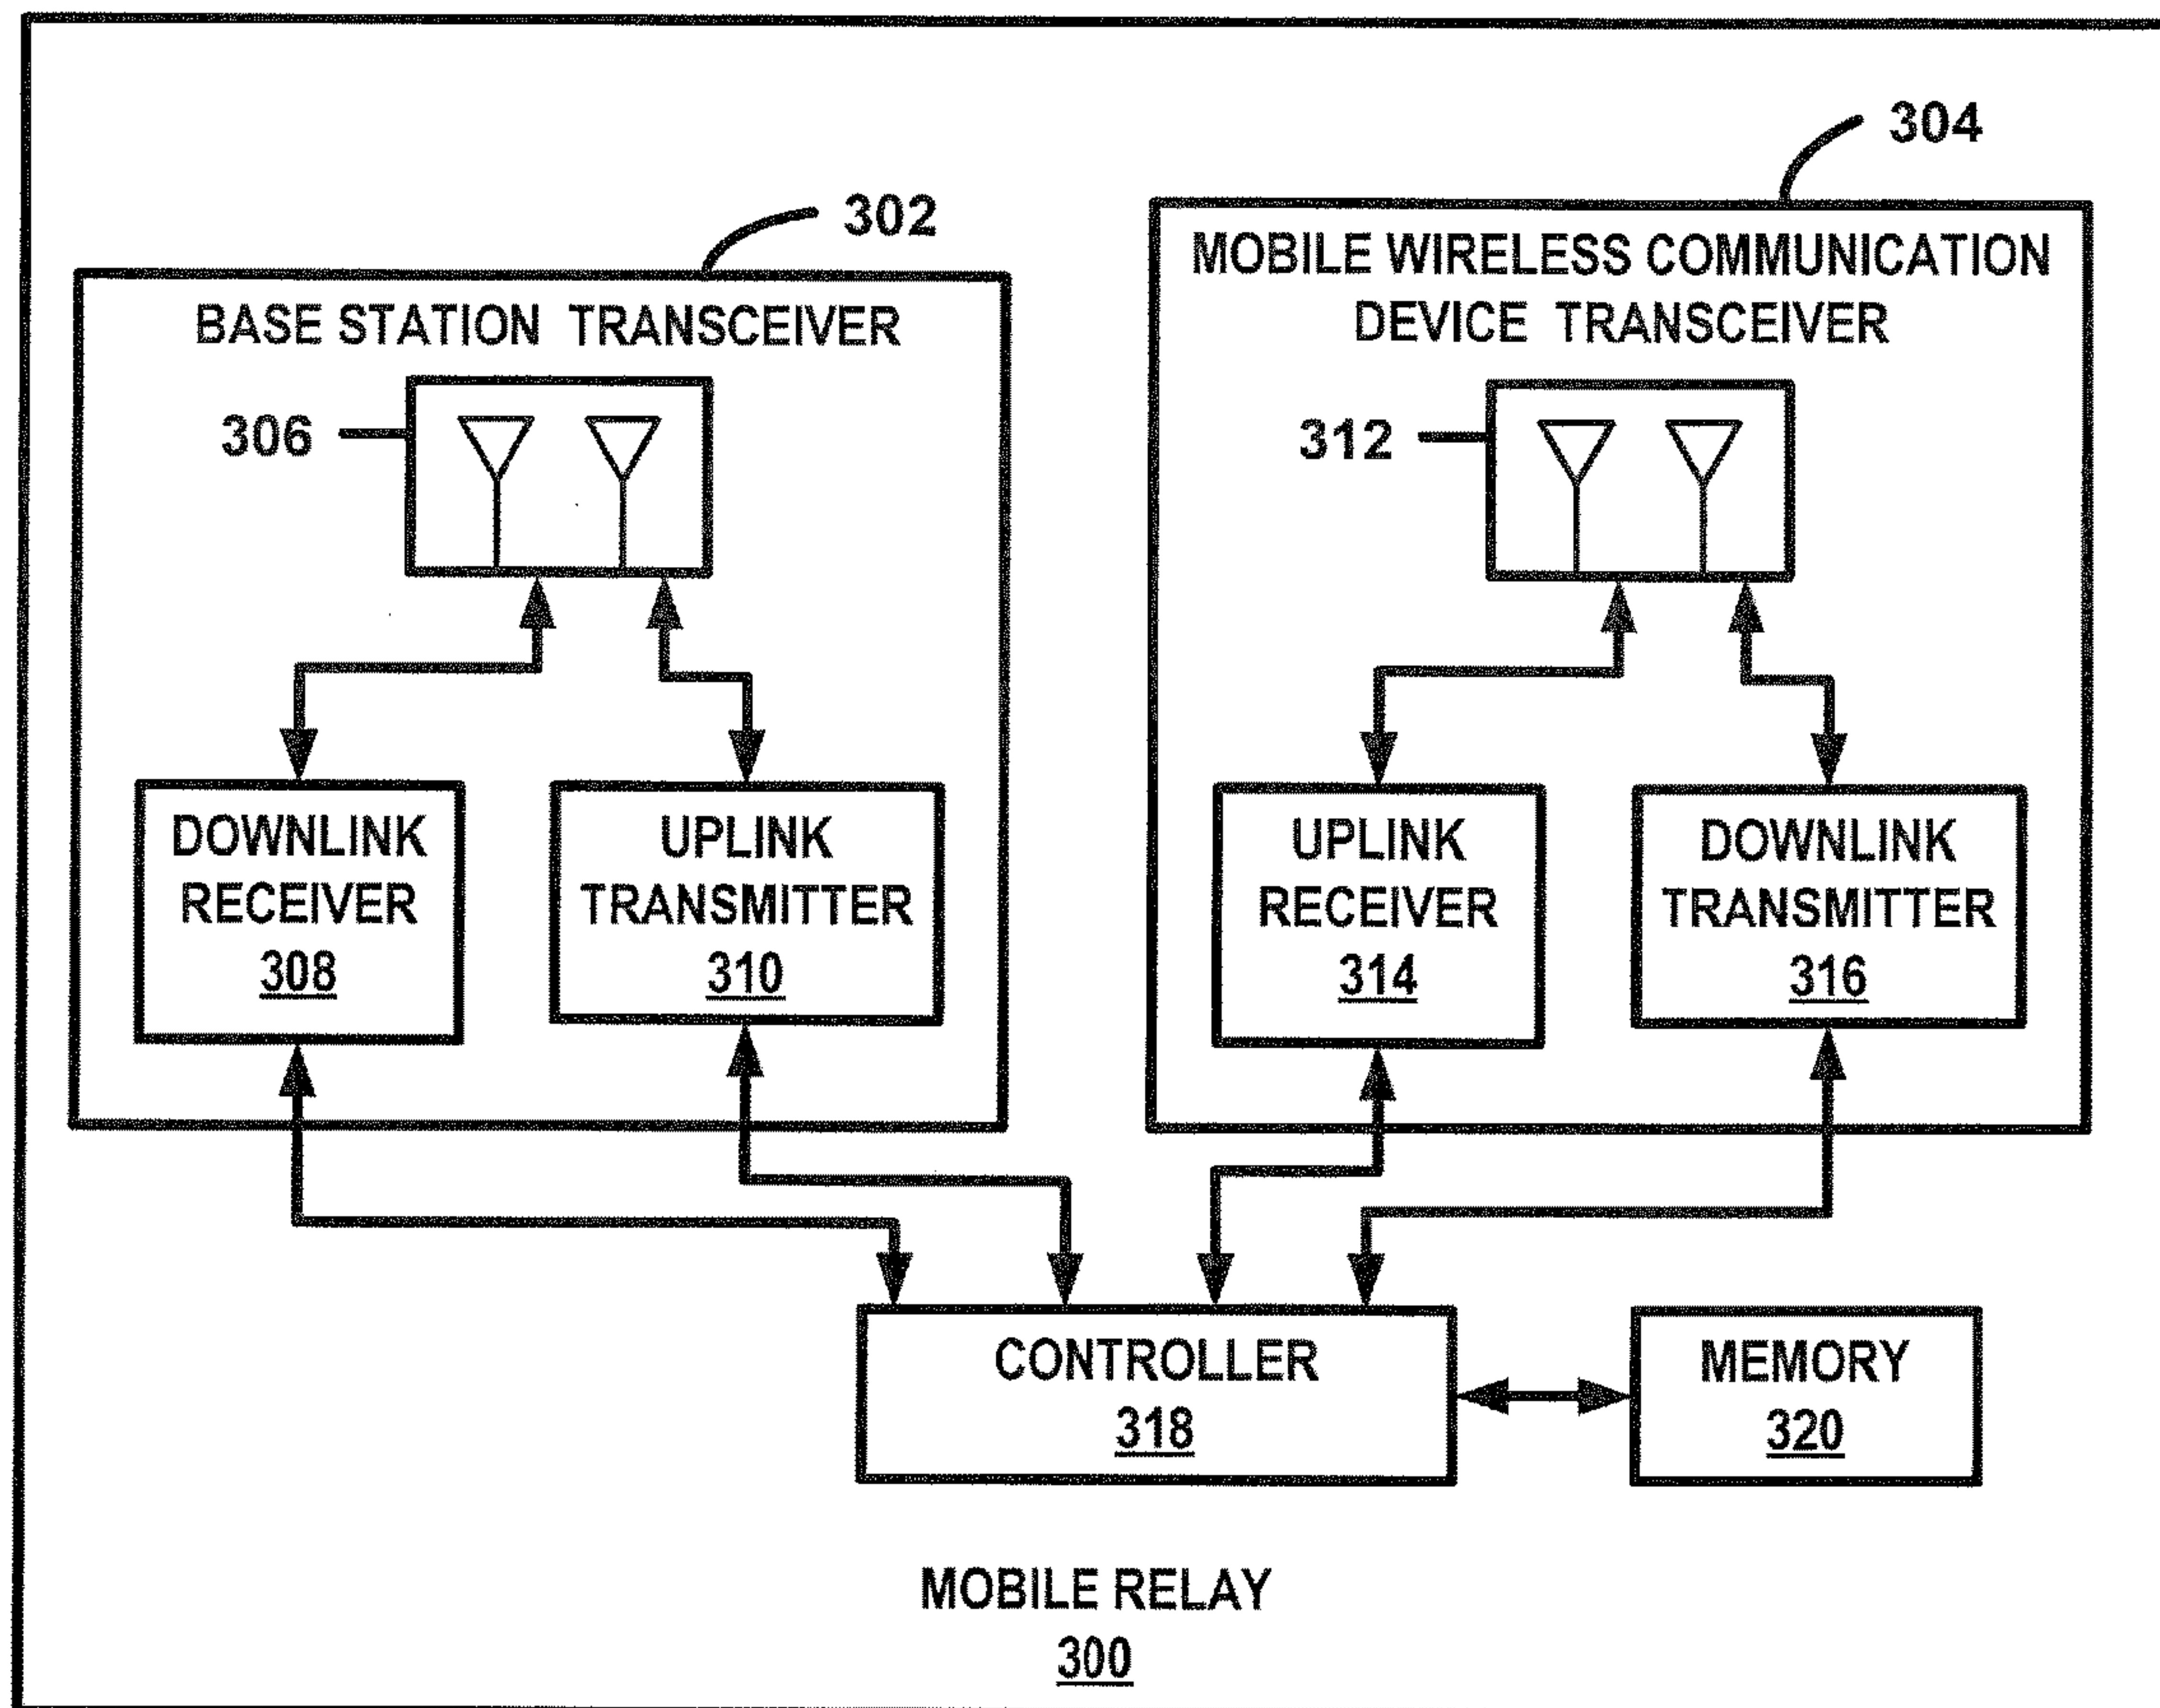 304
302
MOBILE WIRELESS COMMUNICATION
DEVICE TRANSCEIVER
BASE STATION TRANSCEIVER
306
312
DOWNLINK
RECEIVER
308
UPLINK
TRANSMITTER
310
UPLINK
RECEIVER
314
DOWNLINK
TRANSMITTER
316
CONTROLLER
318
MEMORY
320
MOBILE RELAY
300